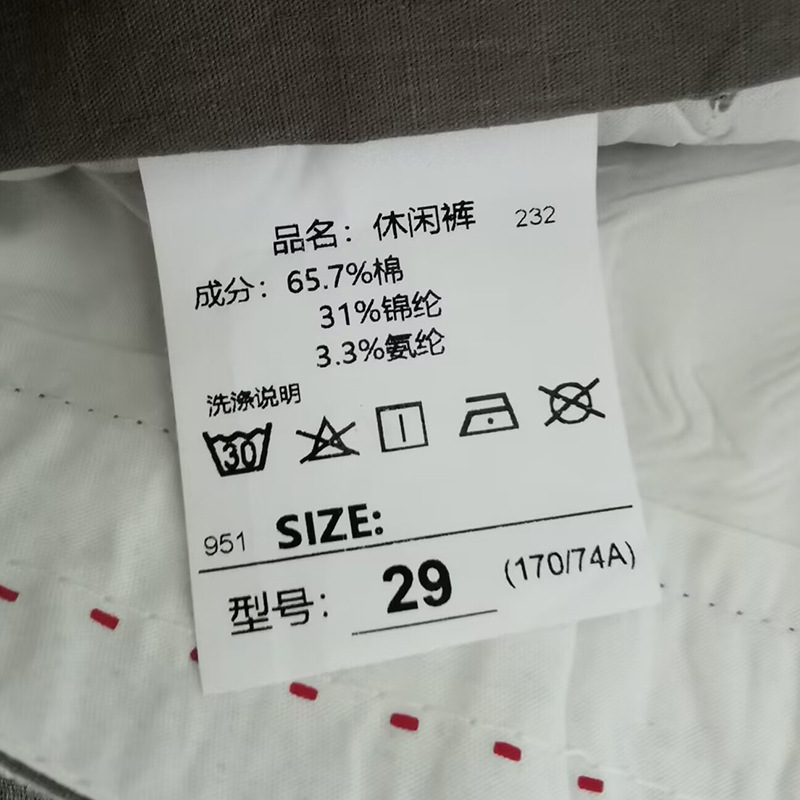 品名：休闲裤 232
成分：65.7%棉
31%锦纶
3.3%氨纶
洗涤说明
30
951 SIZE:
型号： 29 (170/74A)